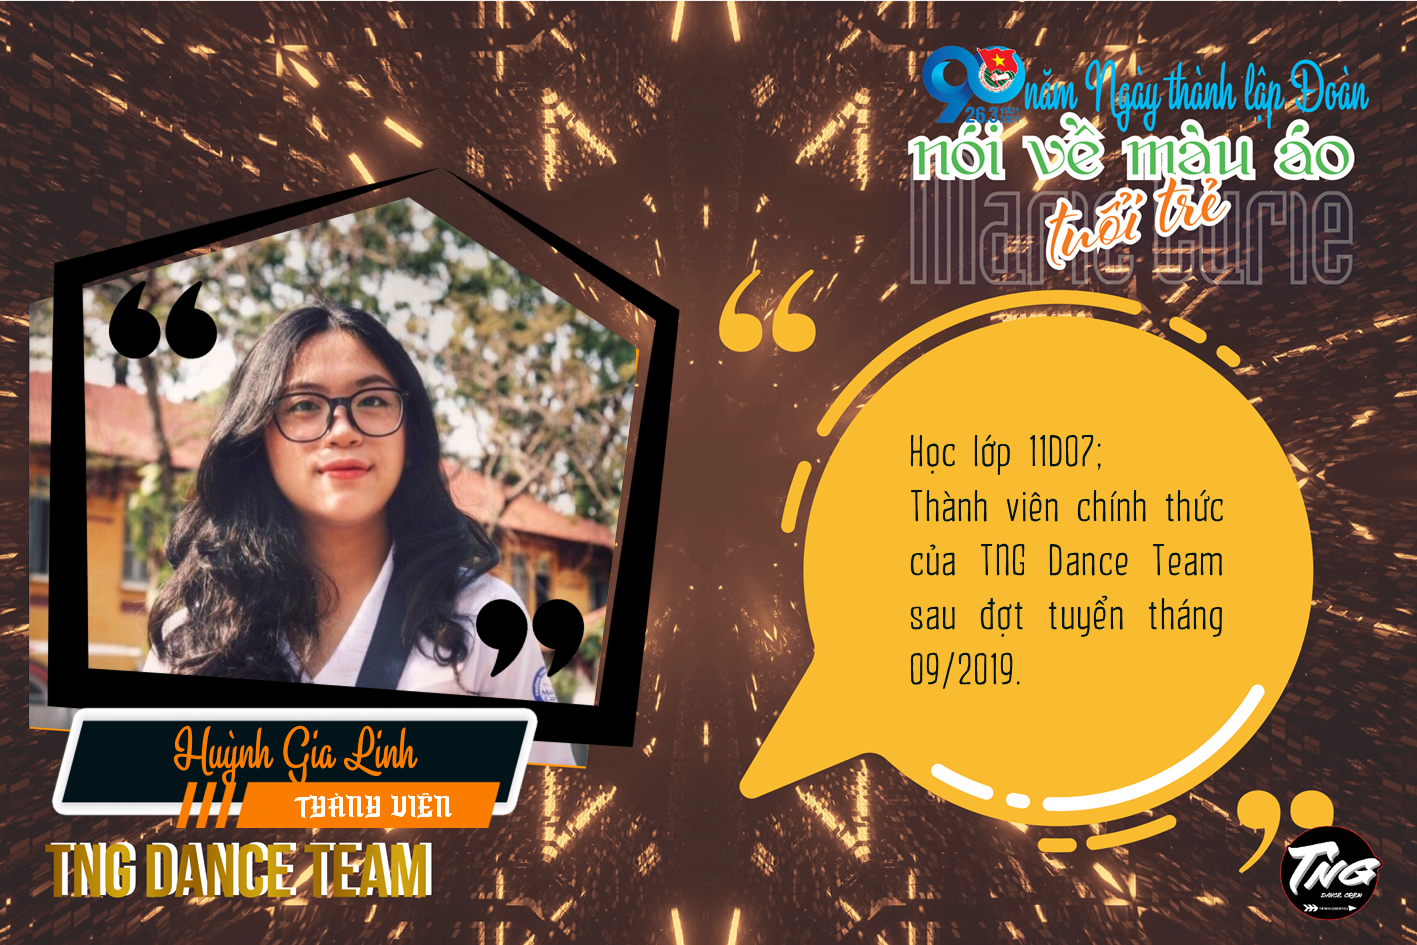 90 năm Ngày thành lập Đoàn
26.3
nói về màu áo
tuổi trẻ
Marie Curie
Học lớp 11D07;
Thành viên chính thức
của TNG Dance Team
sau đợt tuyển tháng
09/2019.
Huỳnh Gia Linh
THÀNH VIÊN
TNG DANCE TEAM
TNG
DANCE CREW